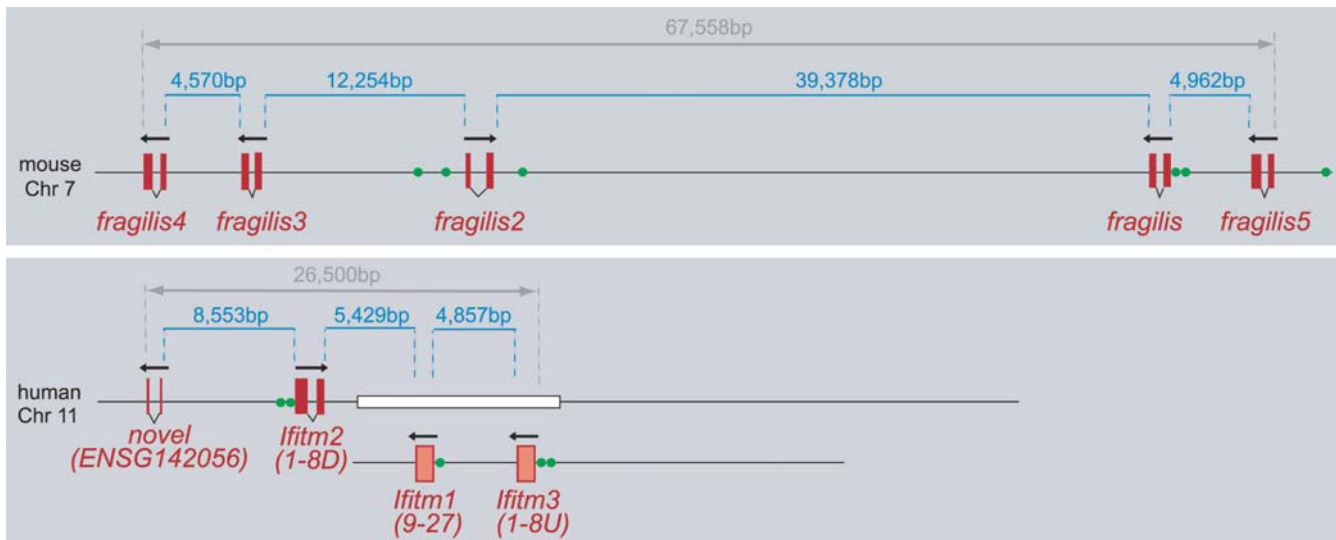 67,558bp
4,570bp 12,254bp 39,378bp 4,962bp
mouse
Chr 7
fragilis4 fragilis3 fragilis2 fragilis fragilis5
26,500bp
8,553bp 5,429bp 4,857bp
human
Chr 11
novel Ifitm2
(ENSG142056) (1-8D)
Ifitm1 Ifitm3
(9-27) (1-8U)